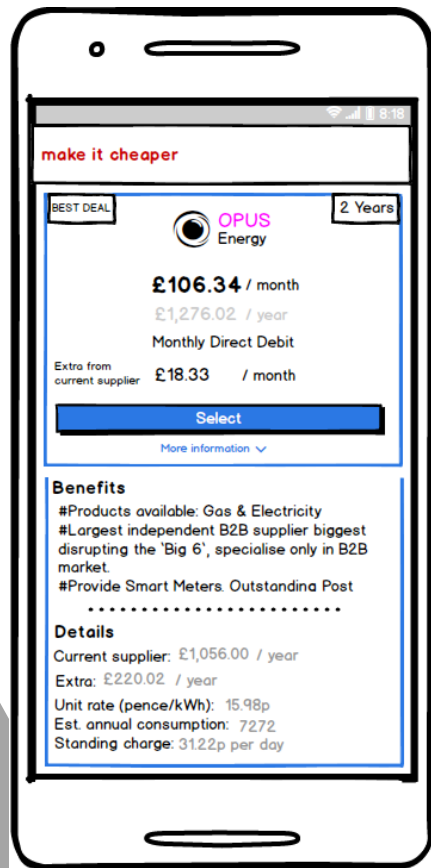 8:18
make it cheaper
BEST DEAL
2 Years
OPUS
Energy
£106.34 / month
£1,276.02 / year
Monthly Direct Debit
Extra from
current supplier
£18.33 / month
Select
More information
Benefits
#Products available: Gas & Electricity
#Largest independent B2B supplier biggest
disrupting the `Big 6`, specialise only in B2B
market.
#Provide Smart Meters. Outstanding Post
Details
Current supplier: £1,056.00 / year
Extra: £220.02 / year
Unit rate (pence/kWh): 15.98p
Est. annual consumption: 7272
Standing charge: 31.22p per day